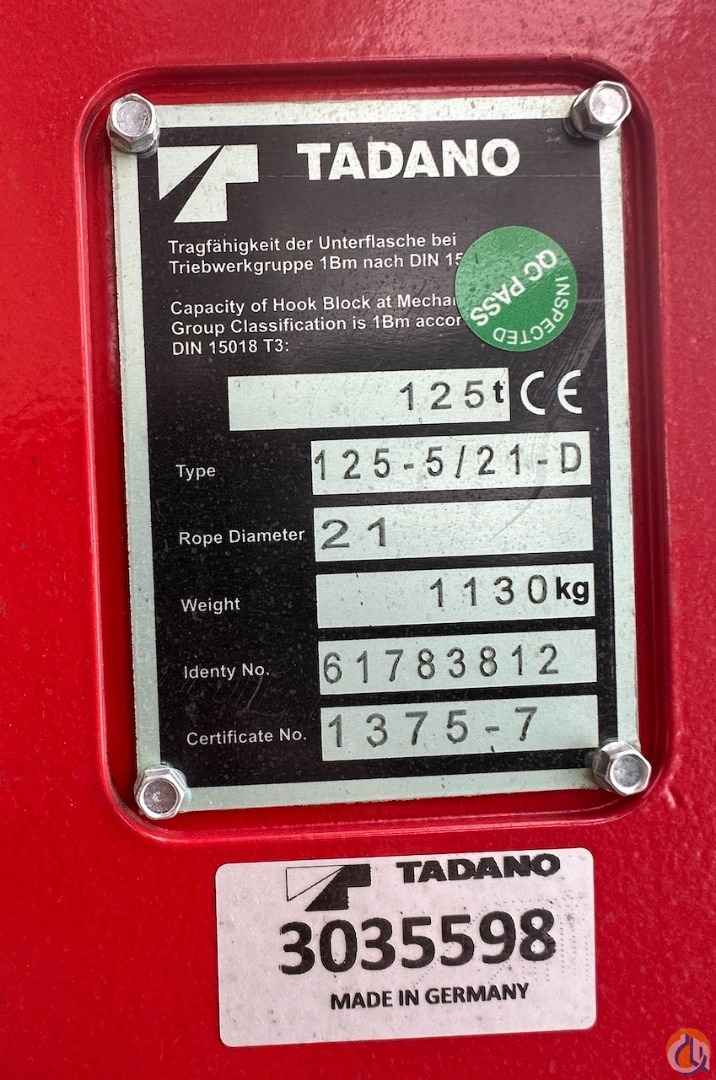 TADANO
Tragfähigkeit der Unterflasche bei
Triebwerkgruppe 1Bm nach DIN 15
Capacity of Hook Block at Mecha
Group Classification is 1Bm accor
DIN 15018 T3:
125t CE
Type 125-5/21-D
Rope Diameter 21
Weight 1130kg
Identy No. 61783812
Certificate No. 1375-7
INSPECTED
QC PASS
TADANO
3035598
MADE IN GERMANY